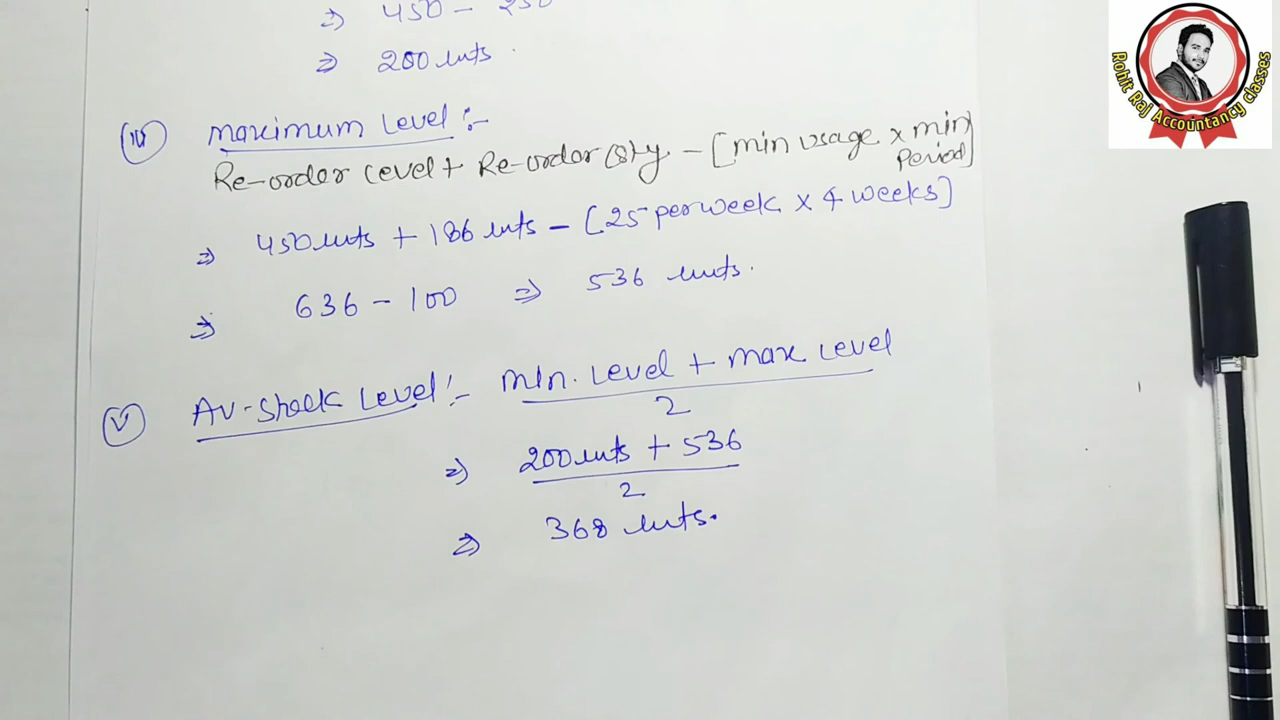 ⇒ 450 - 250
⇒ 200 units.
(iv) Maximum Level :-
Re-order Level + Re-order Qty - [min usage × min Period]
⇒ 450 units + 186 units - [25 per week × 4 weeks]
⇒ 636 - 100 ⇒ 536 units.
(v) Av-Stock Level :- Min. Level + Max Level
2
⇒ 200 units + 536
2
⇒ 368 units.
Rohit Raj Accountancy classes